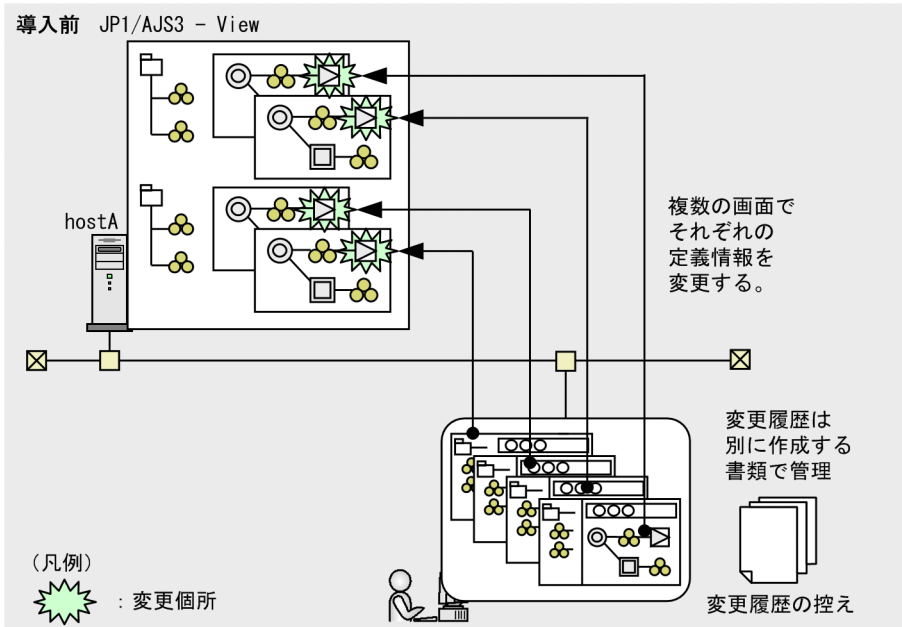 導入前 JP1/AJS3 - View
hostA
複数の画面で
それぞれの
定義情報を
変更する。
変更履歴は
別に作成する
書類で管理
(凡例)
：変更個所
変更履歴の控え